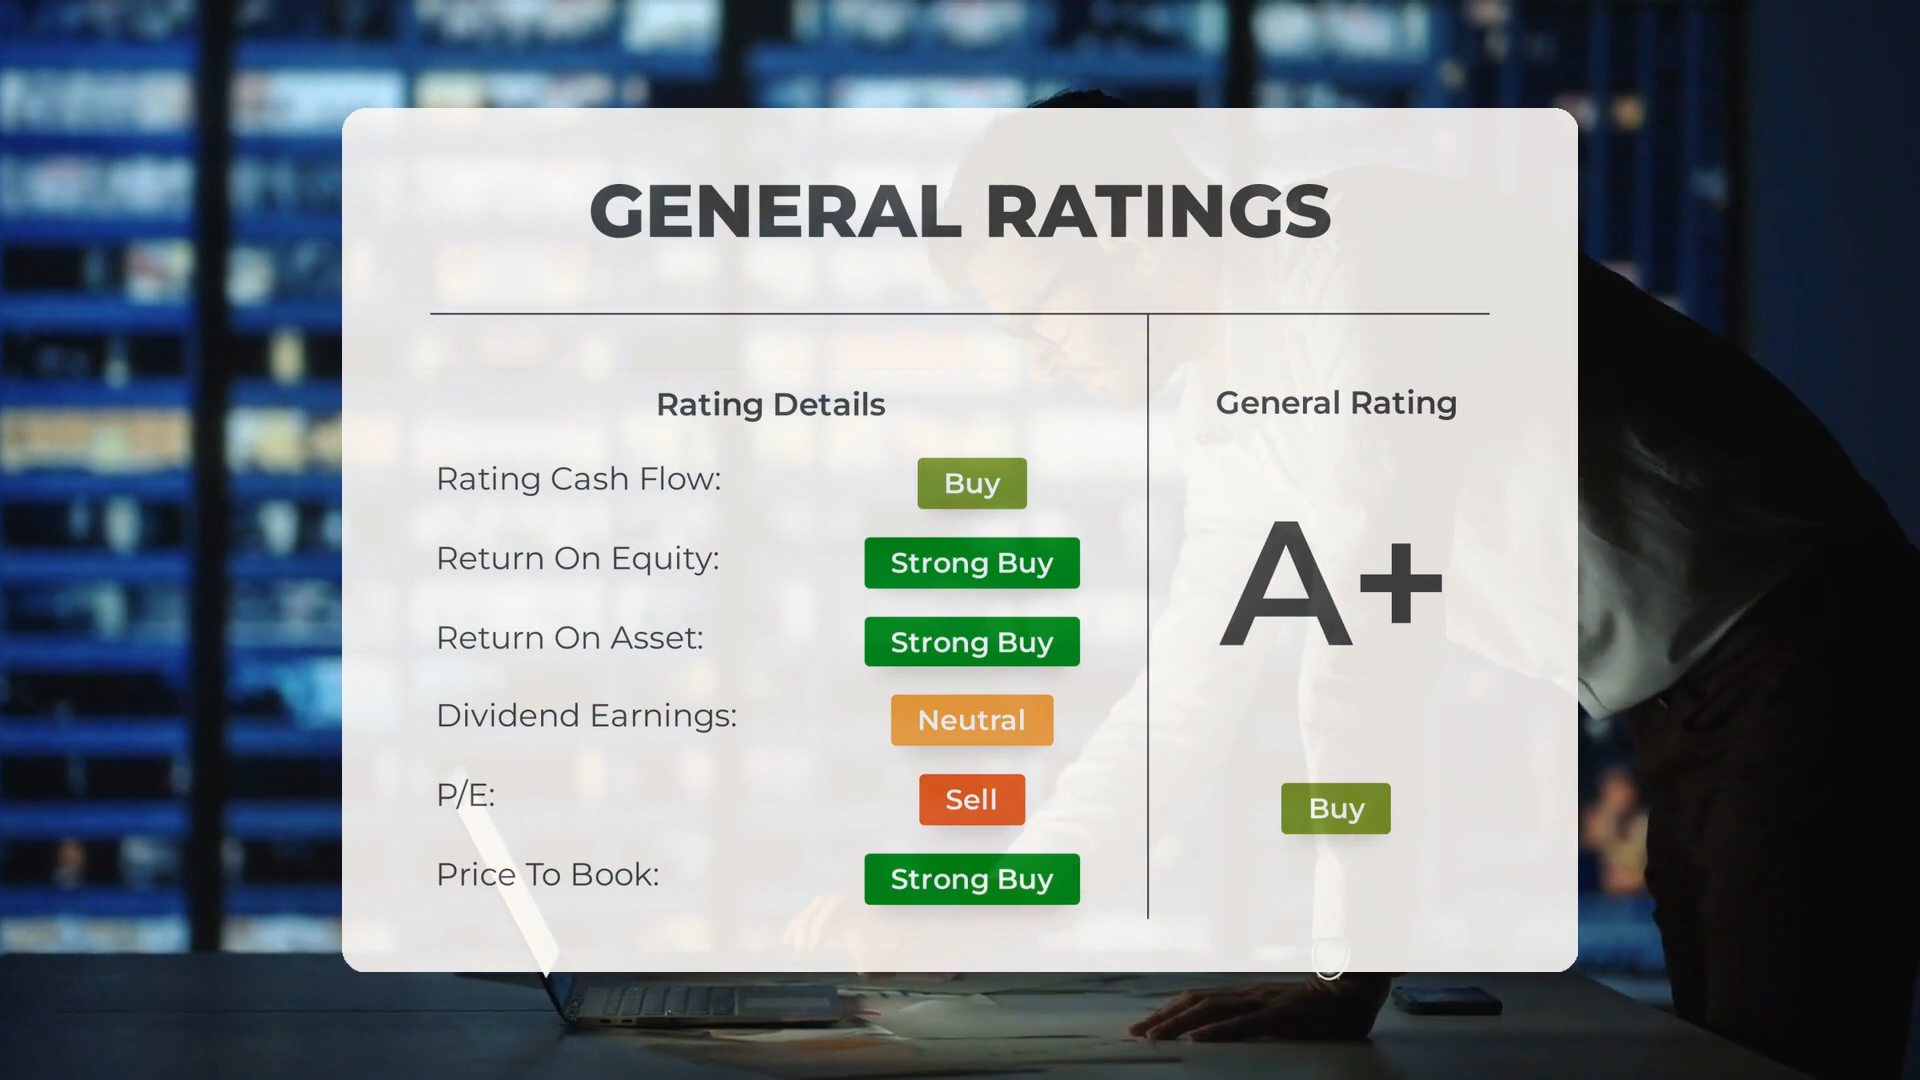 GENERAL RATINGS
Rating Details
Rating Cash Flow: Buy
Return On Equity: Strong Buy
Return On Asset: Strong Buy
Dividend Earnings: Neutral
P/E: Sell
Price To Book: Strong Buy
General Rating
A+
Buy